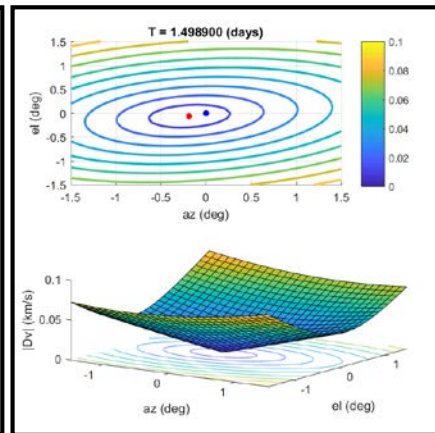 T = 1.498900 (days)
1.5
1
0.5
0
-0.5
-1
-1.5
el (deg)
-1.5 -1 -0.5 0 0.5 1 1.5
az (deg)
0.1
0.08
0.06
0.04
0.02
0
0.1
0.05
0
|Dv| (km/s)
-1 0 1
az (deg)
-1 0 1
el (deg)